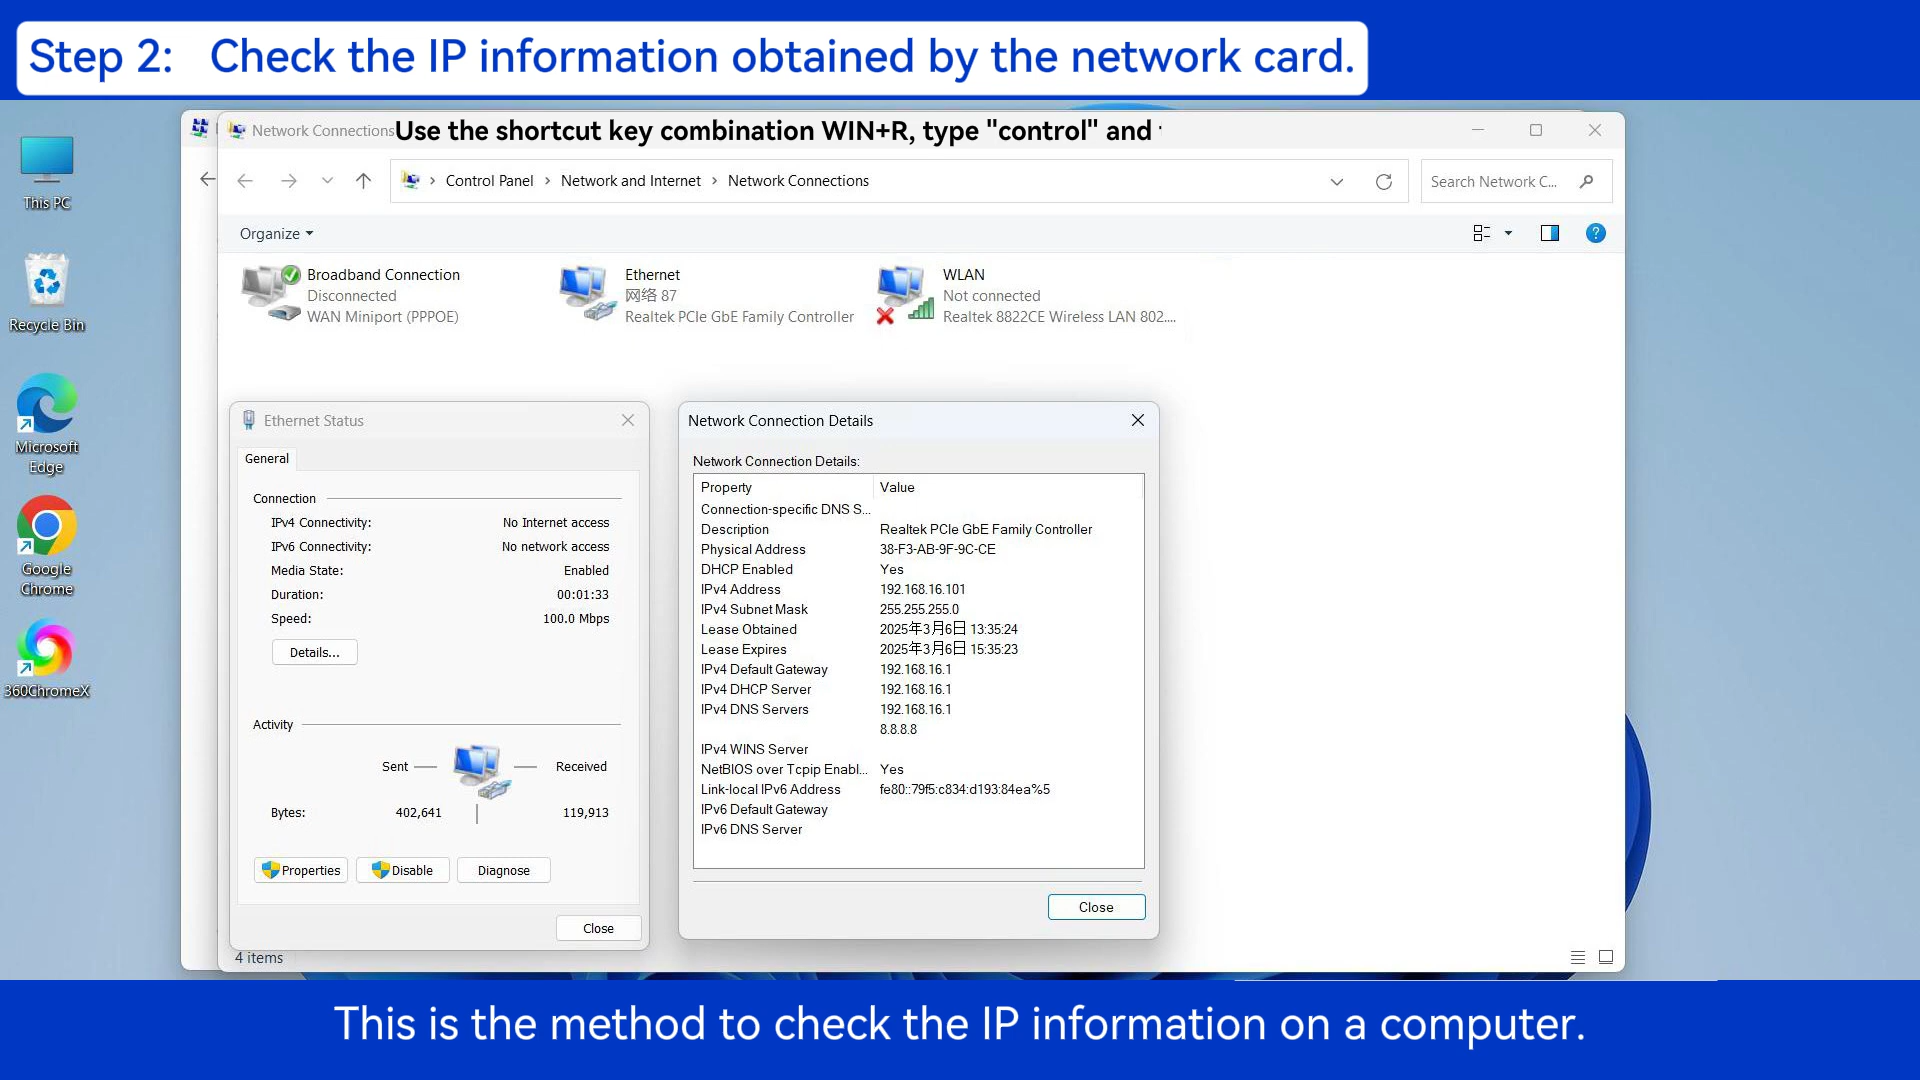 Step 2: Check the IP information obtained by the network card.
Network Connections
Use the shortcut key combination WIN+R, type "control" and
Control Panel > Network and Internet > Network Connections
Search Network C...
Organize
This PC
Recycle Bin
Microsoft
Edge
Google
Chrome
360ChromeX
Broadband Connection
Disconnected
WAN Miniport (PPPOE)
Ethernet
网络 87
Realtek PCIe GbE Family Controller
WLAN
Not connected
Realtek 8822CE Wireless LAN 802....
Ethernet Status
General
Connection
IPv4 Connectivity: No Internet access
IPv6 Connectivity: No network access
Media State: Enabled
Duration: 00:01:33
Speed: 100.0 Mbps
Details...
Activity
Sent Received
Bytes: 402,641 119,913
Properties Disable Diagnose
Close
Network Connection Details
Network Connection Details:
Property Value
Connection-specific DNS S...
Description Realtek PCIe GbE Family Controller
Physical Address 38-F3-AB-9F-9C-CE
DHCP Enabled Yes
IPv4 Address 192.168.16.101
IPv4 Subnet Mask 255.255.255.0
Lease Obtained 2025年3月6日 13:35:24
Lease Expires 2025年3月6日 15:35:23
IPv4 Default Gateway 192.168.16.1
IPv4 DHCP Server 192.168.16.1
IPv4 DNS Servers 192.168.16.1
8.8.8.8
IPv4 WINS Server
NetBIOS over Tcpip Enabl... Yes
Link-local IPv6 Address fe80::79f5:c834:d193:84ea%5
IPv6 Default Gateway
IPv6 DNS Server
Close
4 items
This is the method to check the IP information on a computer.